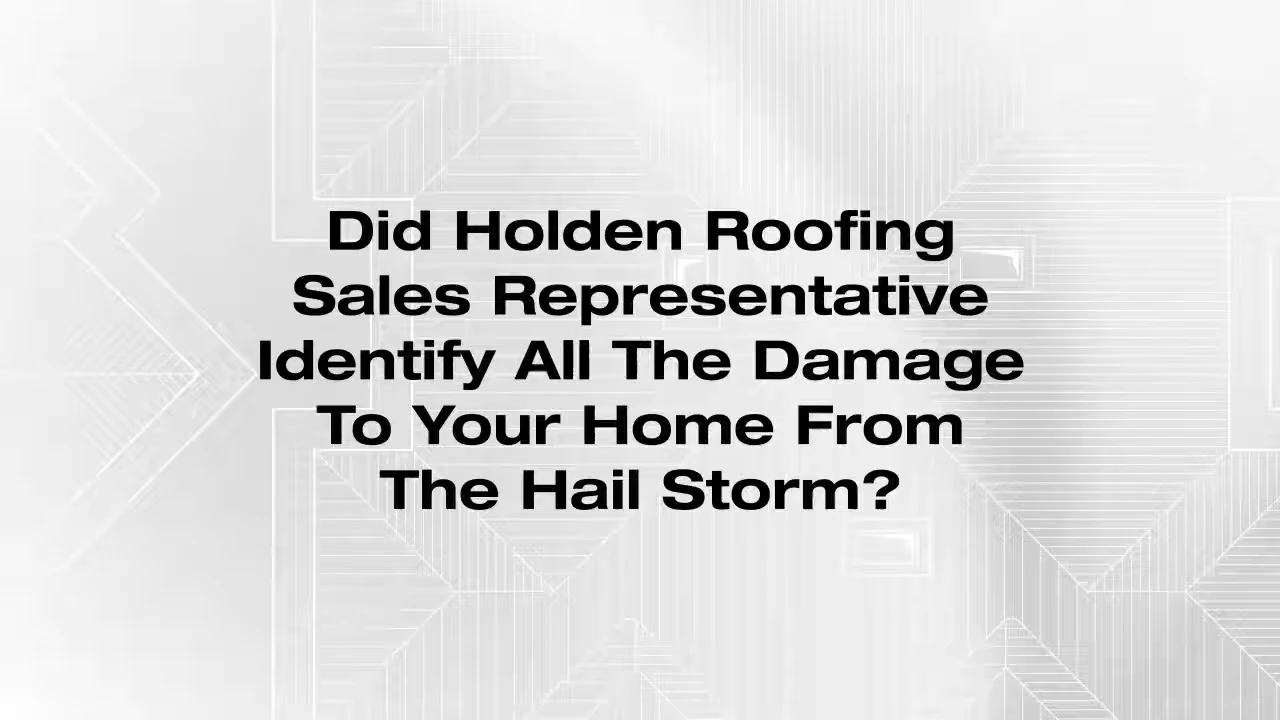 Did Holden Roofing
Sales Representative
Identify All The Damage
To Your Home From
The Hail Storm?